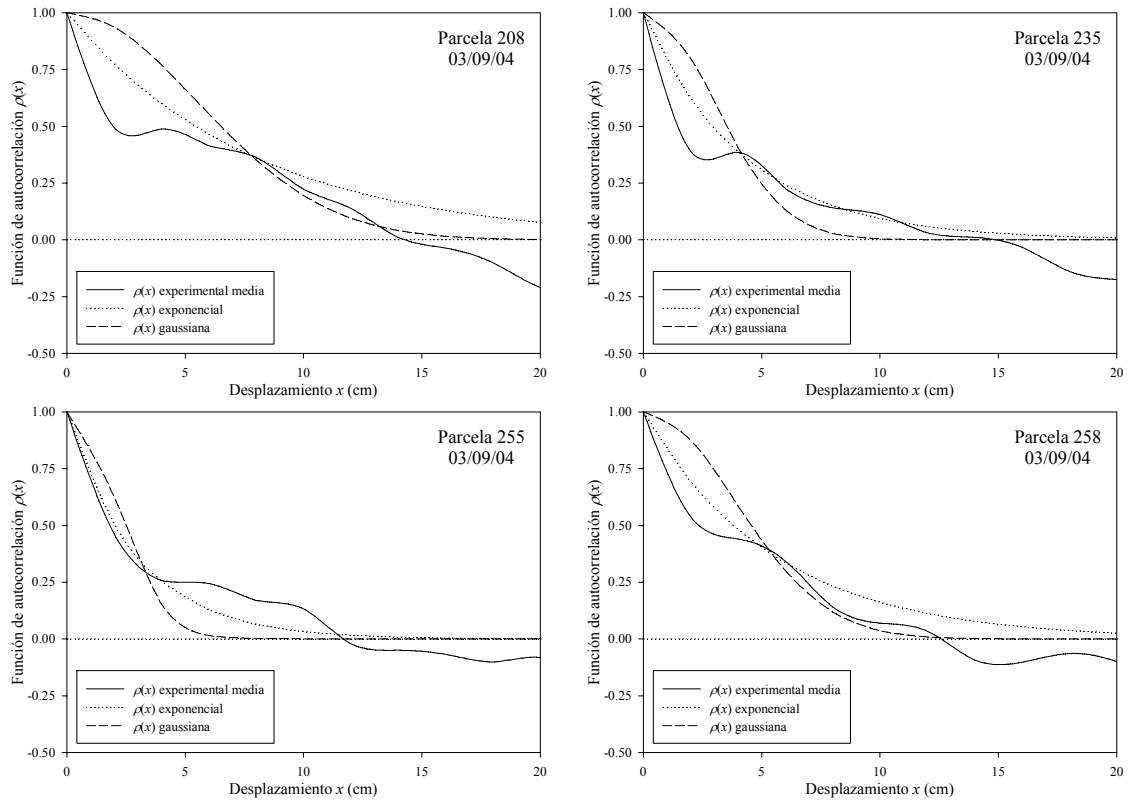 Función de autocorrelación ρ(x)
1.00
0.75
0.50
0.25
0.00
-0.25
-0.50
Parcela 208
03/09/04
ρ(x) experimental media
ρ(x) exponencial
ρ(x) gaussiana
0 5 10 15 20
Desplazamiento x (cm)
Función de autocorrelación ρ(x)
1.00
0.75
0.50
0.25
0.00
-0.25
-0.50
Parcela 235
03/09/04
ρ(x) experimental media
ρ(x) exponencial
ρ(x) gaussiana
0 5 10 15 20
Desplazamiento x (cm)
Función de autocorrelación ρ(x)
1.00
0.75
0.50
0.25
0.00
-0.25
-0.50
Parcela 255
03/09/04
ρ(x) experimental media
ρ(x) exponencial
ρ(x) gaussiana
0 5 10 15 20
Desplazamiento x (cm)
Función de autocorrelación ρ(x)
1.00
0.75
0.50
0.25
0.00
-0.25
-0.50
Parcela 258
03/09/04
ρ(x) experimental media
ρ(x) exponencial
ρ(x) gaussiana
0 5 10 15 20
Desplazamiento x (cm)